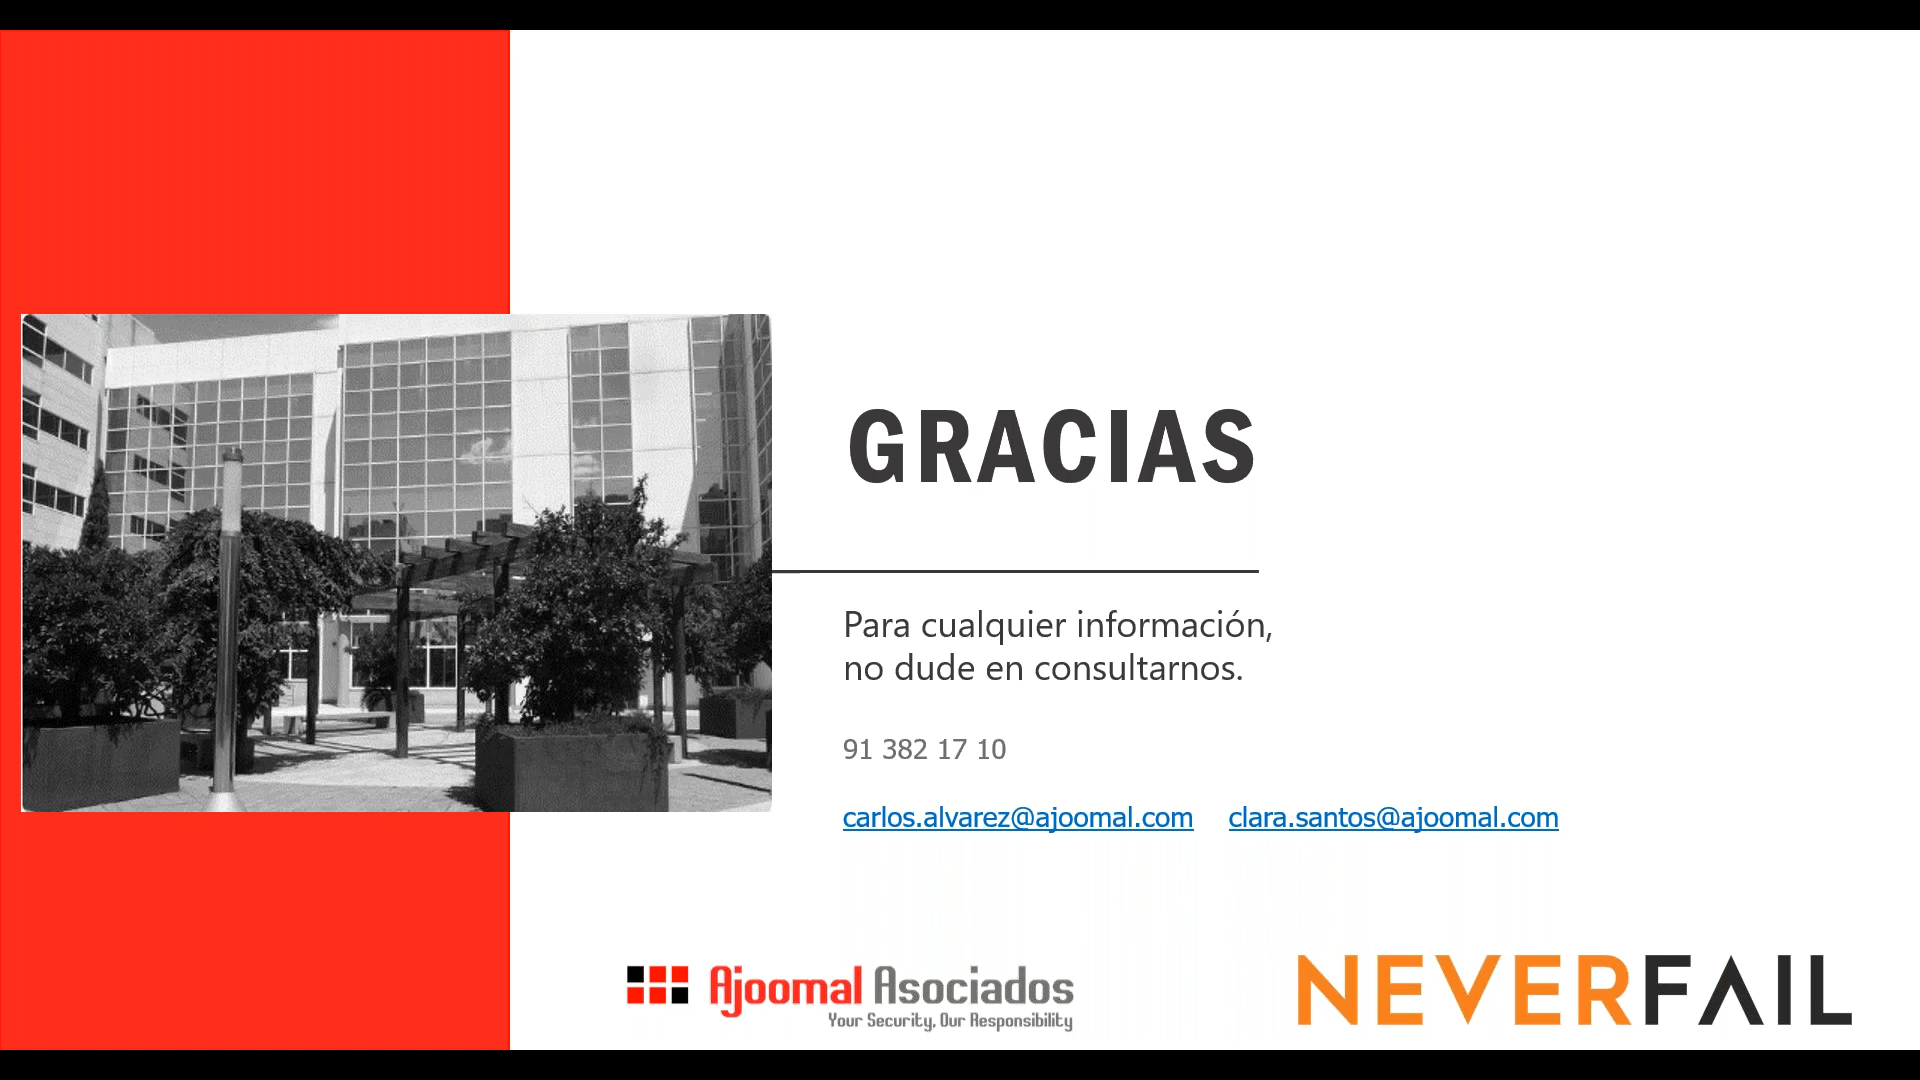 GRACIAS
Para cualquier información,
no dude en consultarnos.
91 382 17 10
carlos.alvarez@ajoomal.com clara.santos@ajoomal.com
Ajoomal Asociados
Your Security, Our Responsibility
NEVERFAIL